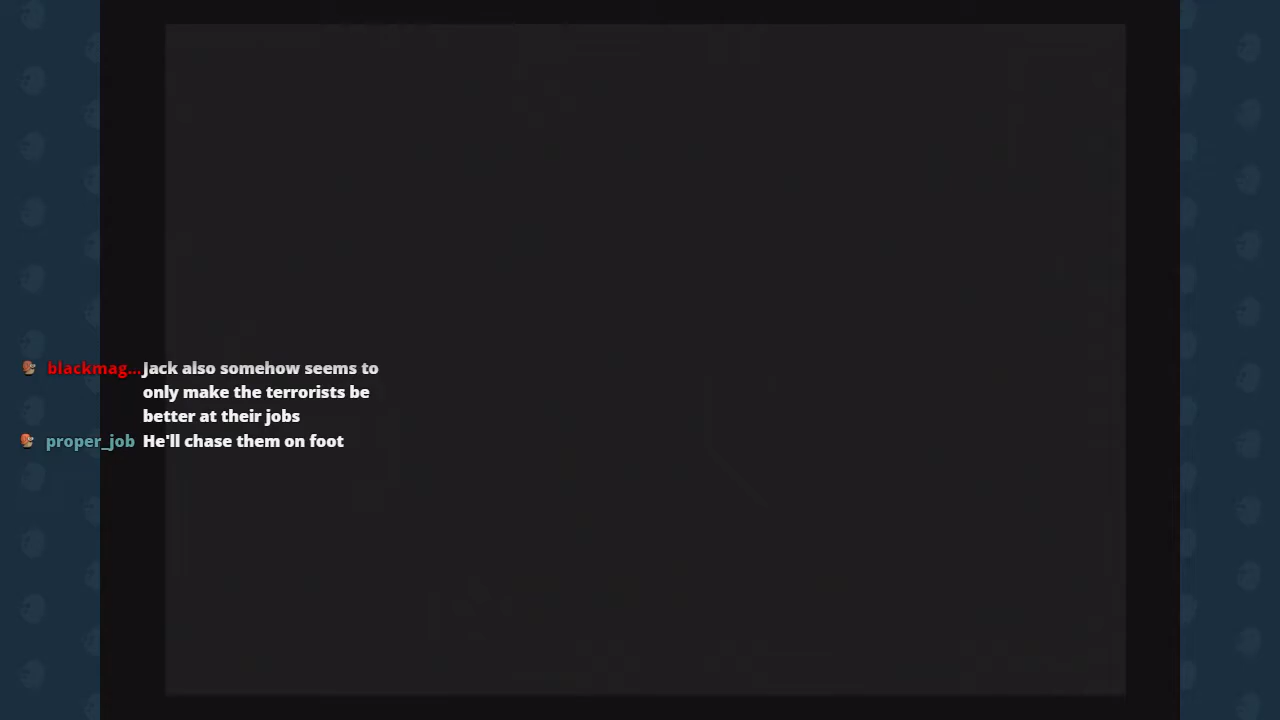 blackmag...Jack also somehow seems to
only make the terrorists be
better at their jobs
proper_job He'll chase them on foot